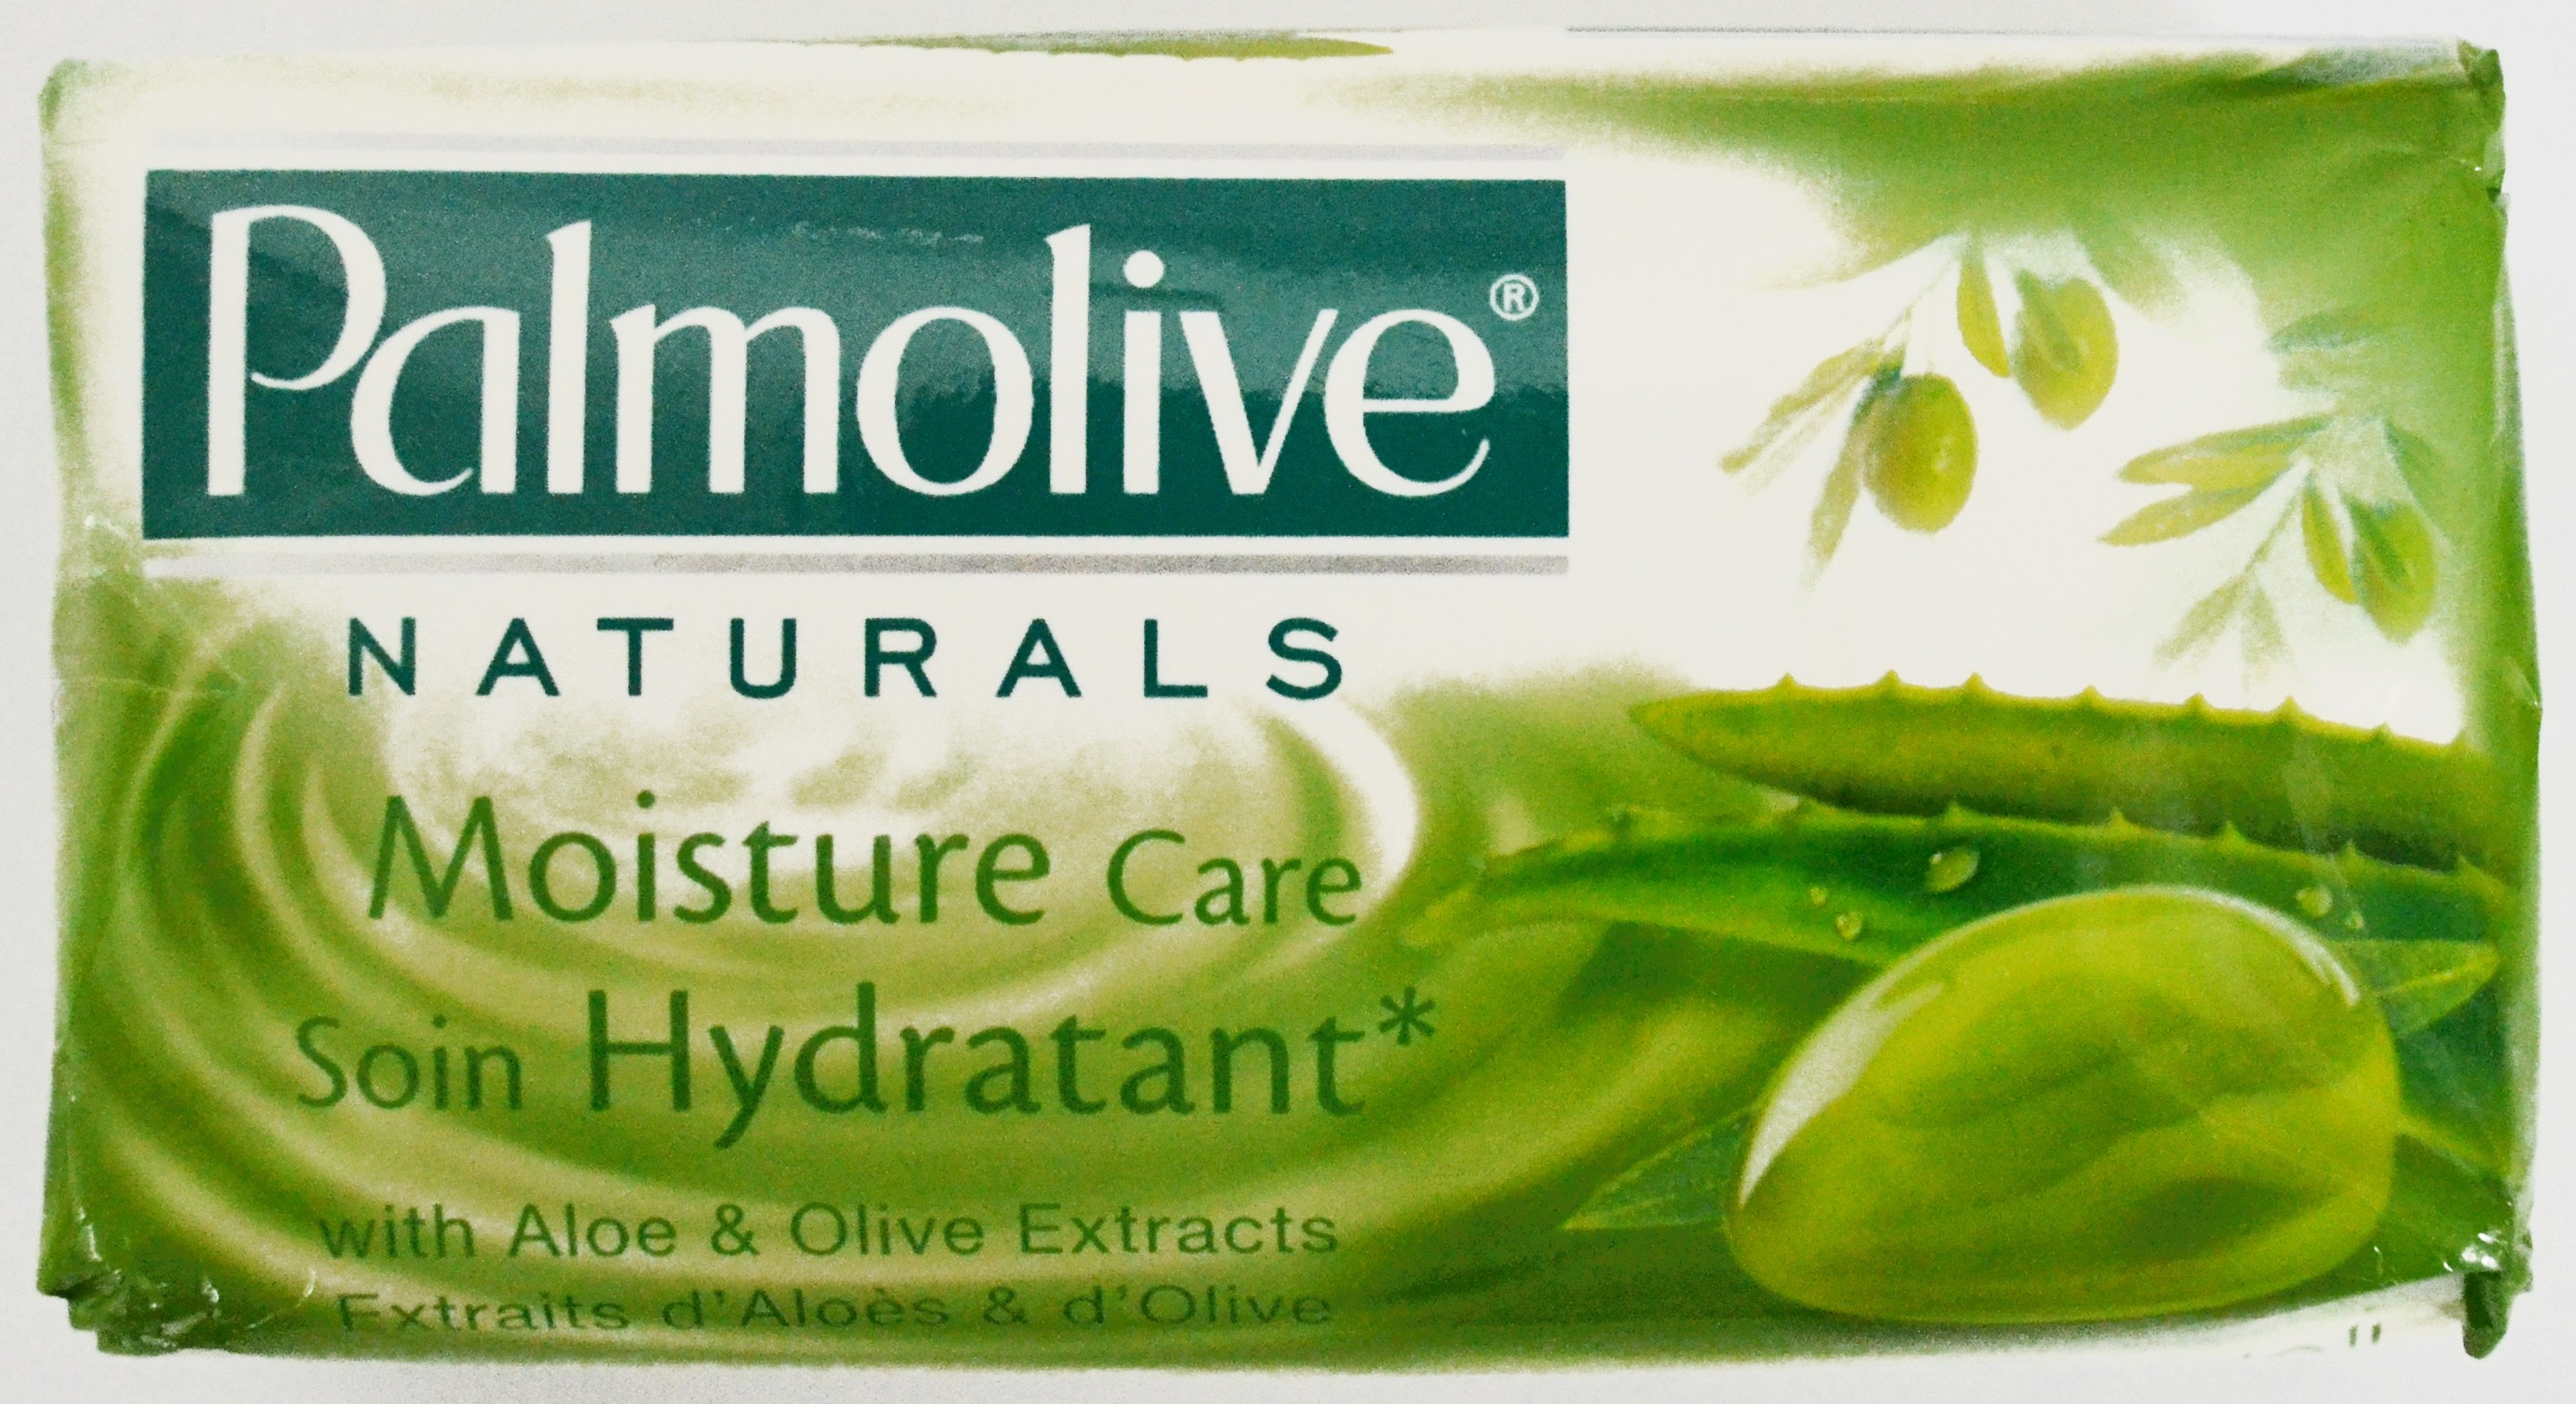 Palmolive®
NATURALS
Moisture Care
Soin Hydratant*
with Aloe & Olive Extracts
Extraits d'Aloès & d'Olive